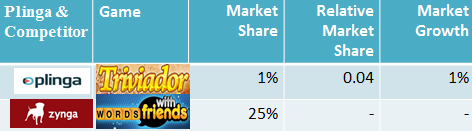 Plinga & Competitor Game Market Share Relative Market Share Market Growth
plinga Triviador 1% 0.04 1%
zynga WORDS with friends 25% - -